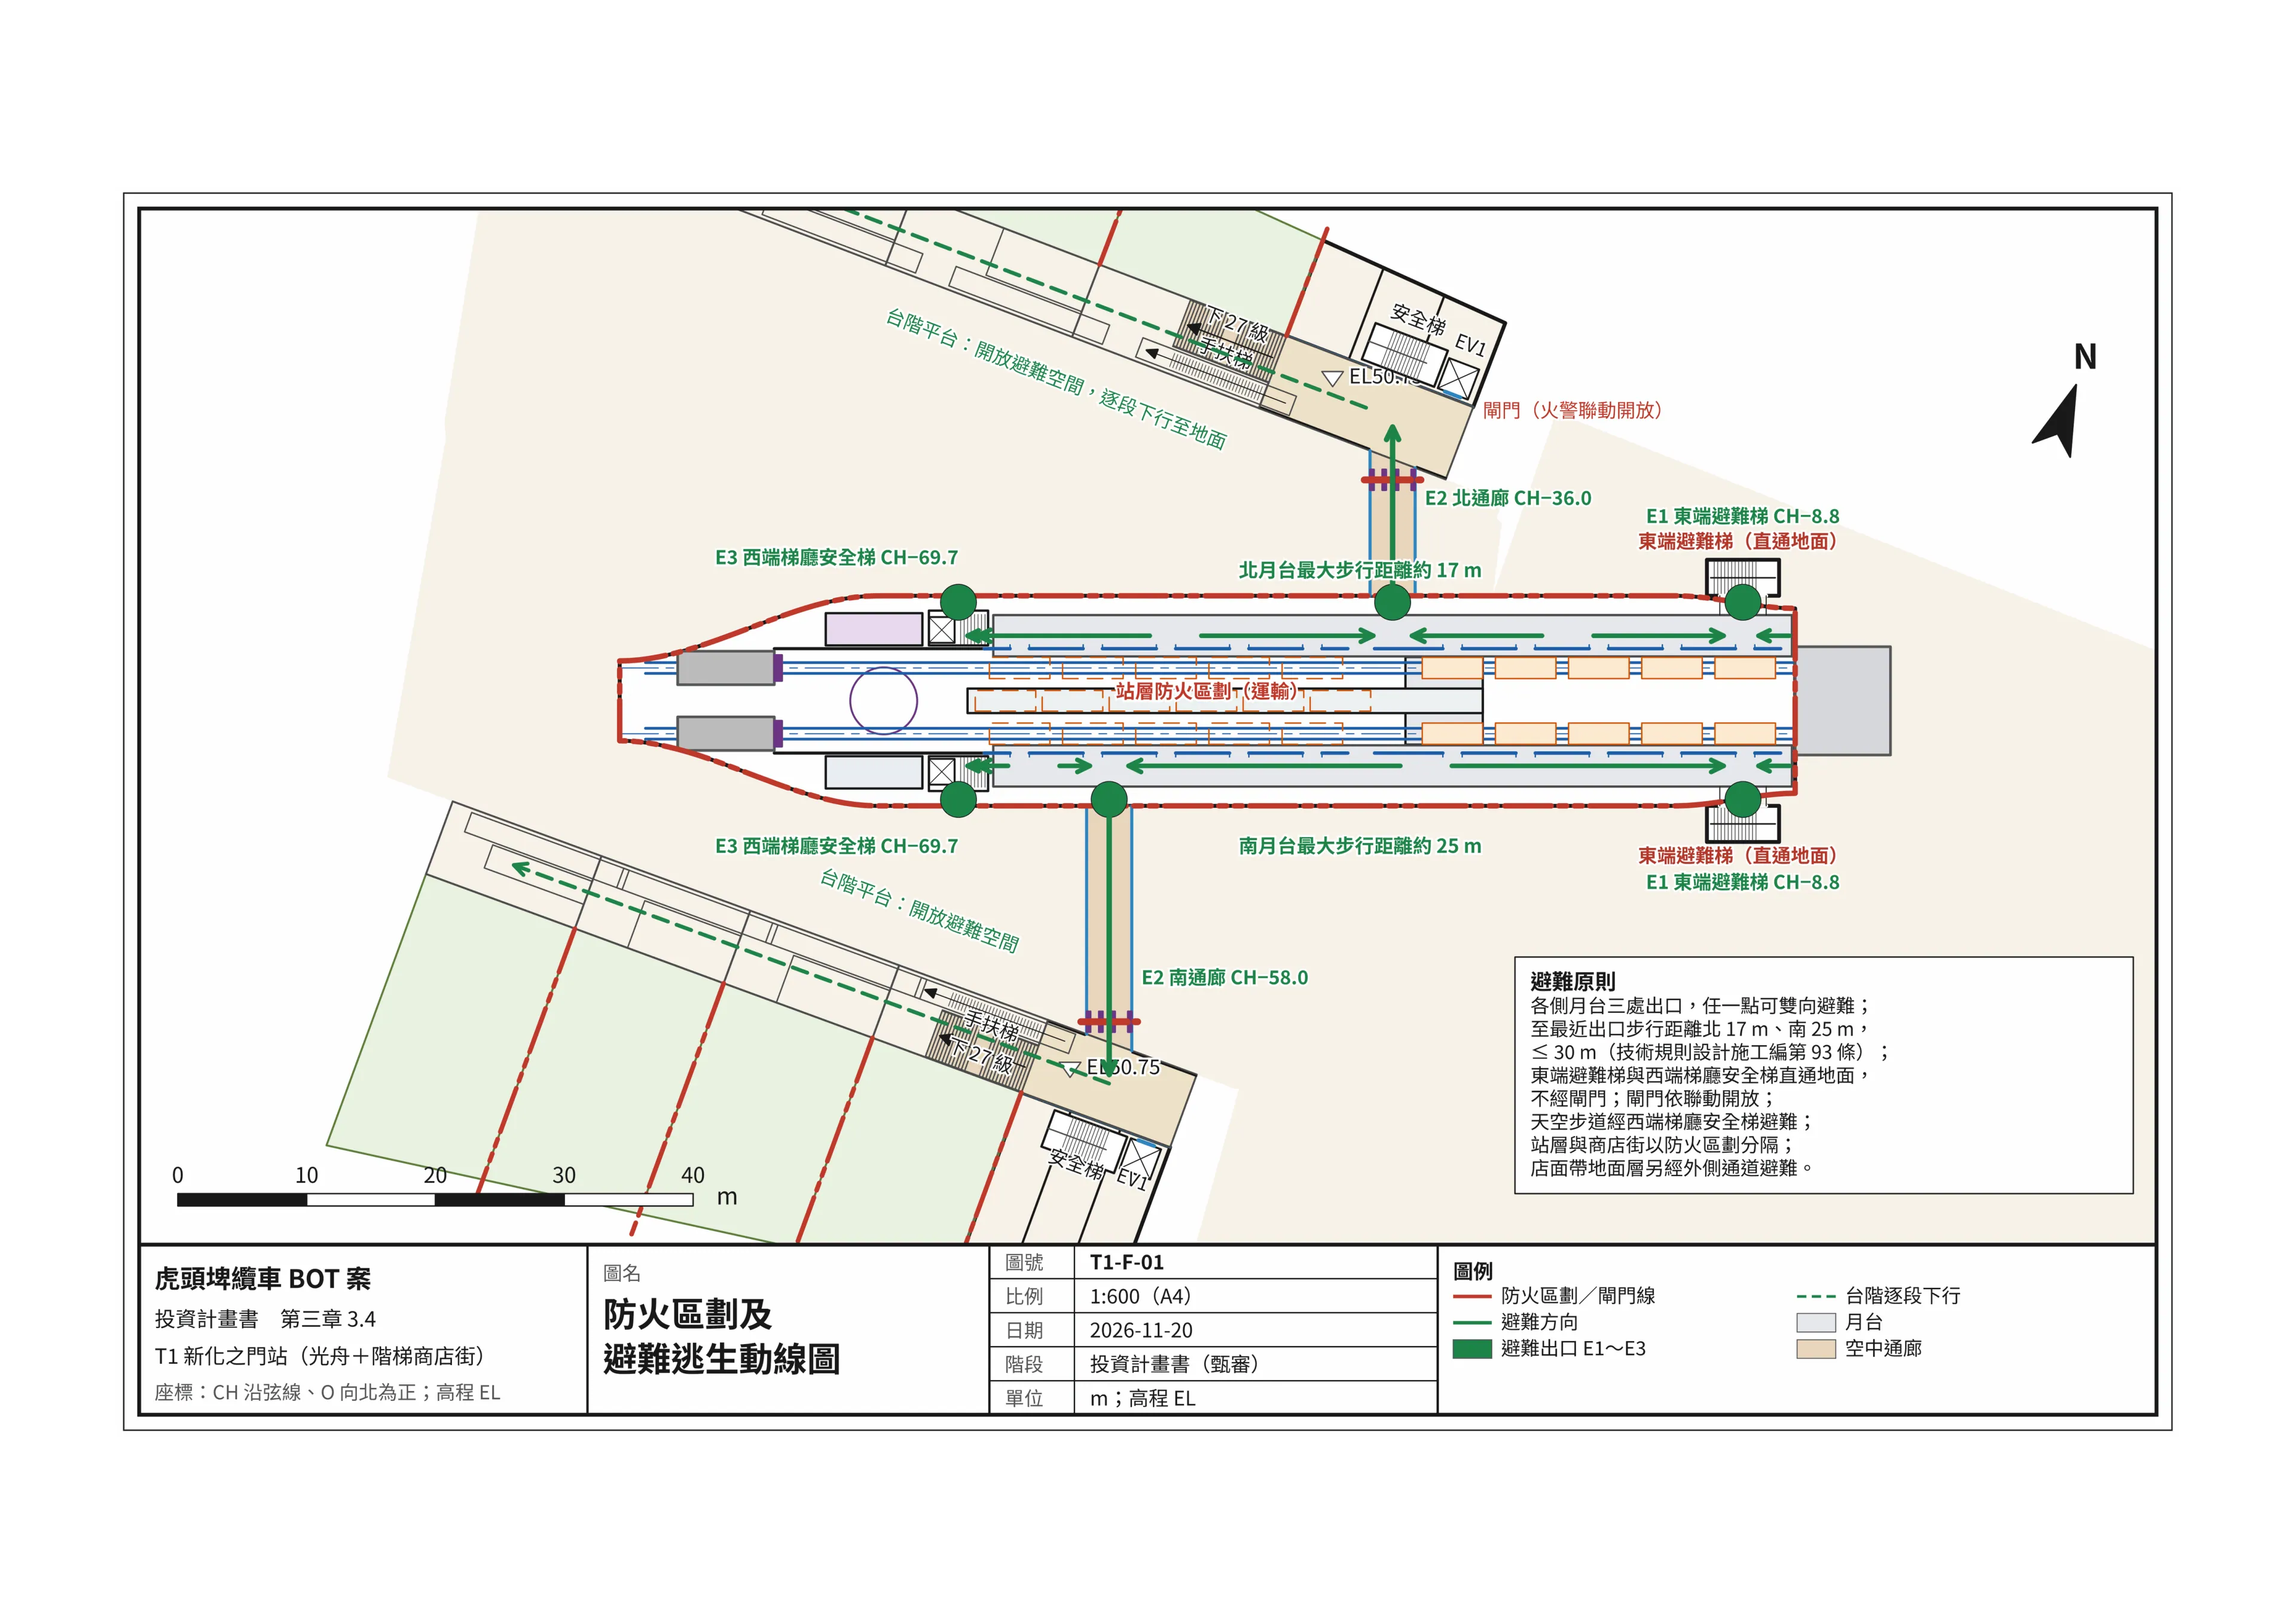 下27級
手扶梯
安全梯
EV1
EL50.75
台階平台：開放避難空間，逐段下行至地面
閘門（火警聯動開放）
N
E2 北通廊 CH−36.0
E1 東端避難梯 CH−8.8
東端避難梯（直通地面）
E3 西端梯廳安全梯 CH−69.7
北月台最大步行距離約 17 m
站層防火區劃（運輸）
E3 西端梯廳安全梯 CH−69.7
南月台最大步行距離約 25 m
東端避難梯（直通地面）
E1 東端避難梯 CH−8.8
台階平台：開放避難空間
E2 南通廊 CH−58.0
手扶梯
下27級
EL50.75
安全梯
EV1
避難原則
各側月台三處出口，任一點可雙向避難；
至最近出口步行距離北 17 m、南 25 m，
≤ 30 m（技術規則設計施工編第 93 條）；
東端避難梯與西端梯廳安全梯直通地面，
不經閘門；閘門依聯動開放；
天空步道經西端梯廳安全梯避難；
站層與商店街以防火區劃分隔；
店面帶地面層另經外側通道避難。
0 10 20 30 40 m
虎頭埤纜車 BOT 案
投資計畫書　第三章 3.4
T1 新化之門站（光舟＋階梯商店街）
座標：CH 沿弦線、O 向北為正；高程 EL
圖名
防火區劃及
避難逃生動線圖
圖號 T1-F-01
比例 1:600（A4）
日期 2026-11-20
階段 投資計畫書（甄審）
單位 m；高程 EL
圖例
防火區劃／閘門線
避難方向
避難出口 E1～E3
台階逐段下行
月台
空中通廊